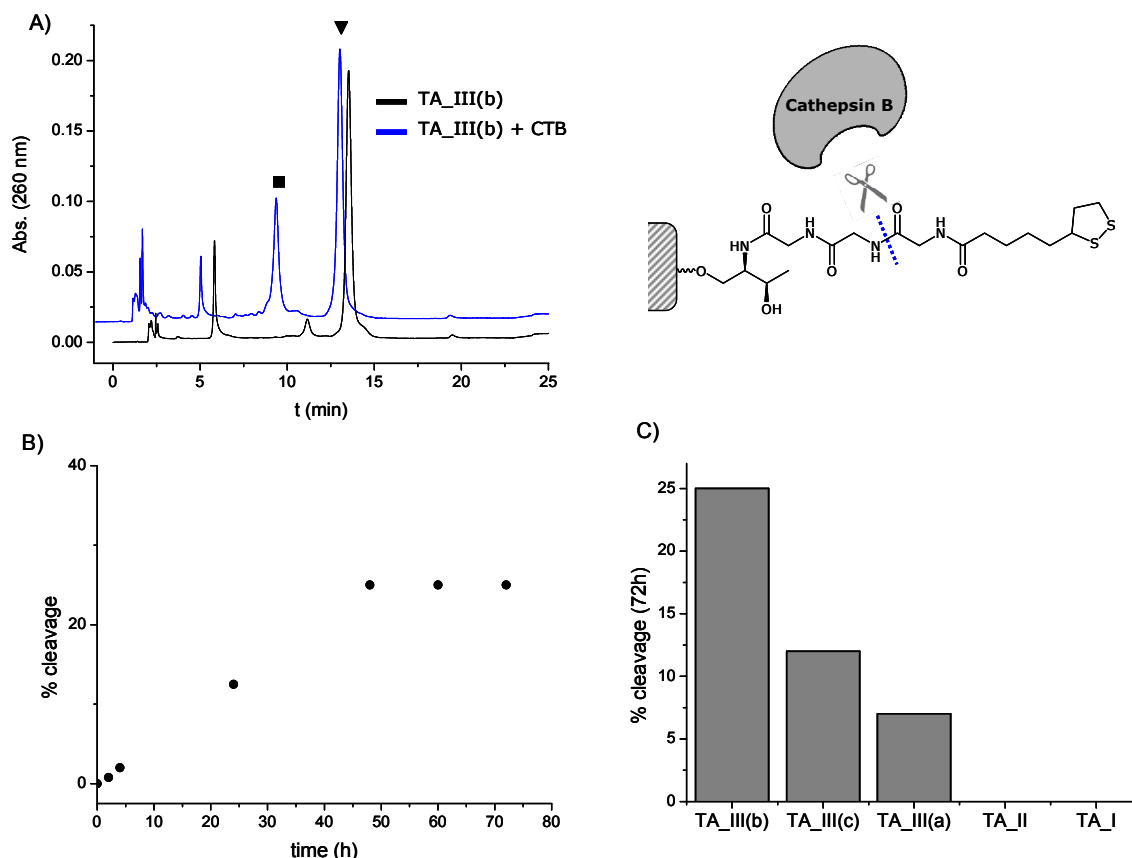 A)
0.20
0.15
0.10
0.05
0.00
Abs. (260 nm)
TA_III(b)
TA_III(b) + CTB
0 5 10 15 20 25
t (min)
Cathepsin B
O H N O H N
N H O N H O
O OH S S
B)
40
20
0
% cleavage
0 10 20 30 40 50 60 70 80
time (h)
C)
25
20
15
10
5
0
% cleavage (72h)
TA_III(b) TA_III(c) TA_III(a) TA_II TA_I